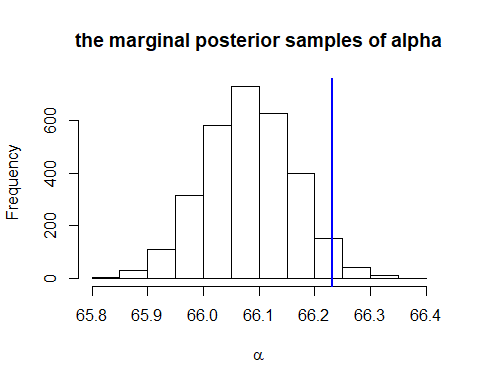 the marginal posterior samples of alpha
Frequency
600
400
200
0
65.8 65.9 66.0 66.1 66.2 66.3 66.4
α